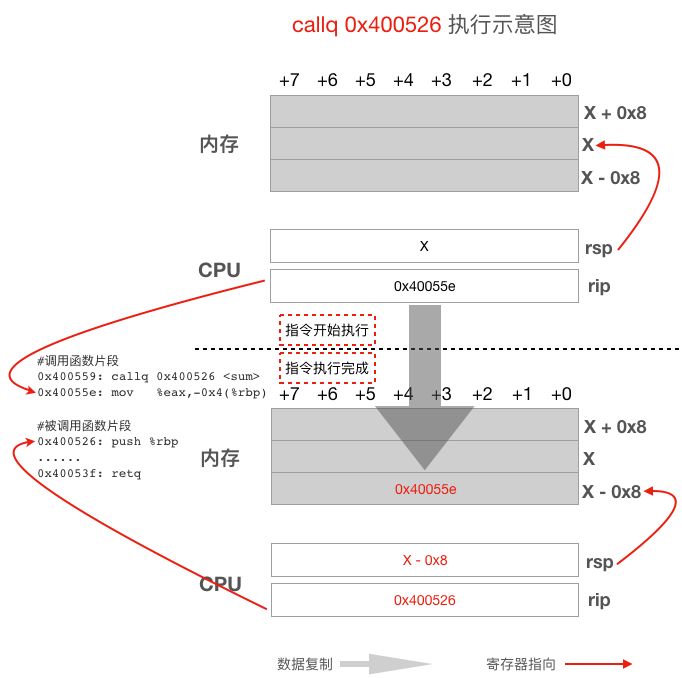 callq 0x400526 执行示意图
+7 +6 +5 +4 +3 +2 +1 +0
X + 0x8
内存
X
X - 0x8
X
rsp
CPU
0x40055e
rip
指令开始执行
指令执行完成
#调用函数片段
0x400559: callq 0x400526 <sum>
0x40055e: mov %eax,-0x4(%rbp)
+7 +6 +5 +4 +3 +2 +1 +0
#被调用函数片段
0x400526: push %rbp
......
0x40053f: retq
X + 0x8
内存
X
0x40055e
X - 0x8
X - 0x8
rsp
CPU
0x400526
rip
数据复制
寄存器指向